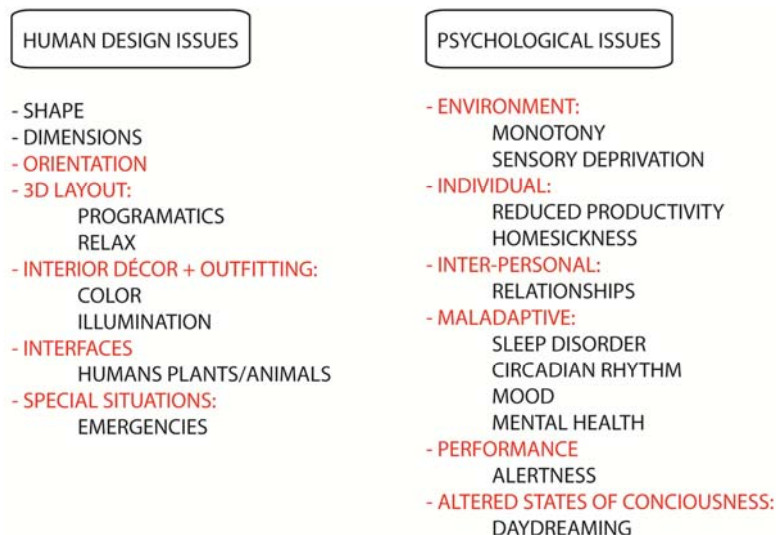 HUMAN DESIGN ISSUES
- SHAPE
- DIMENSIONS
- ORIENTATION
- 3D LAYOUT:
PROGRAMATICS
RELAX
- INTERIOR DÉCOR + OUTFITTING:
COLOR
ILLUMINATION
- INTERFACES
HUMANS PLANTS/ANIMALS
- SPECIAL SITUATIONS:
EMERGENCIES
PSYCHOLOGICAL ISSUES
- ENVIRONMENT:
MONOTONY
SENSORY DEPRIVATION
- INDIVIDUAL:
REDUCED PRODUCTIVITY
HOMESICKNESS
- INTER-PERSONAL:
RELATIONSHIPS
- MALADAPTIVE:
SLEEP DISORDER
CIRCADIAN RHYTHM
MOOD
MENTAL HEALTH
- PERFORMANCE
ALERTNESS
- ALTERED STATES OF CONCIOUSNESS:
DAYDREAMING